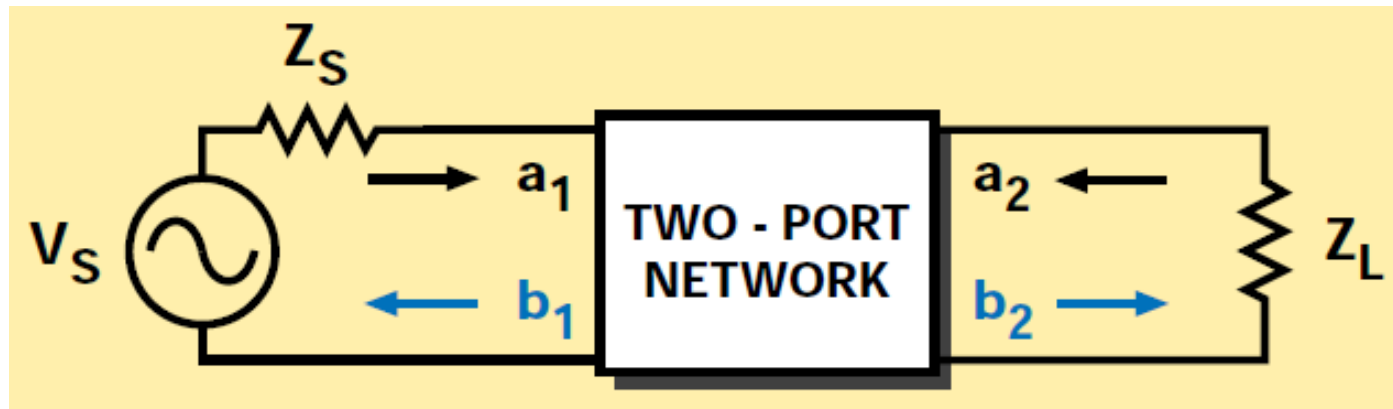 Z_S
a_1
a_2
V_S
TWO - PORT
NETWORK
Z_L
b_1
b_2